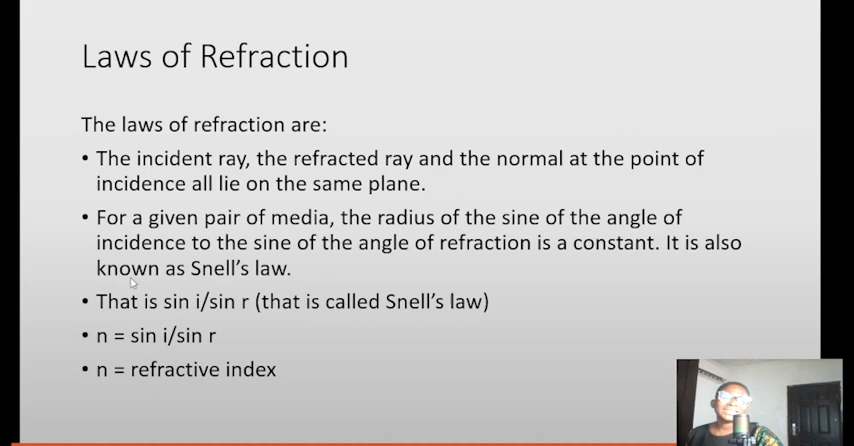 Laws of Refraction
The laws of refraction are:
• The incident ray, the refracted ray and the normal at the point of
incidence all lie on the same plane.
• For a given pair of media, the radius of the sine of the angle of
incidence to the sine of the angle of refraction is a constant. It is also
known as Snell's law.
• That is sin i/sin r (that is called Snell's law)
• n = sin i/sin r
• n = refractive index